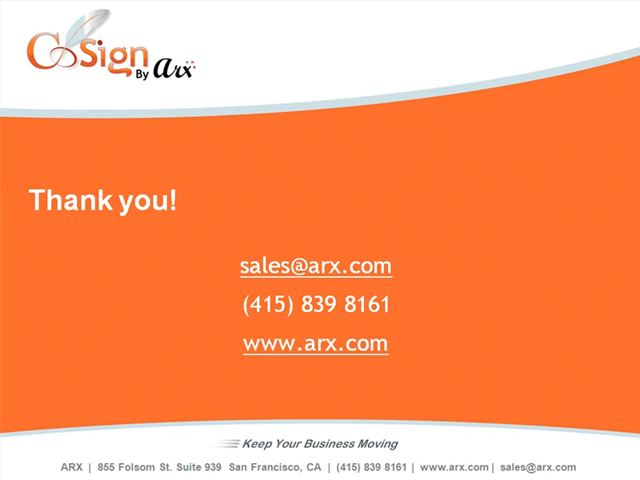 CoSign
By arx
Thank you!
sales@arx.com
(415) 839 8161
www.arx.com
Keep Your Business Moving
ARX | 855 Folsom St. Suite 939 San Francisco, CA | (415) 839 8161 | www.arx.com | sales@arx.com